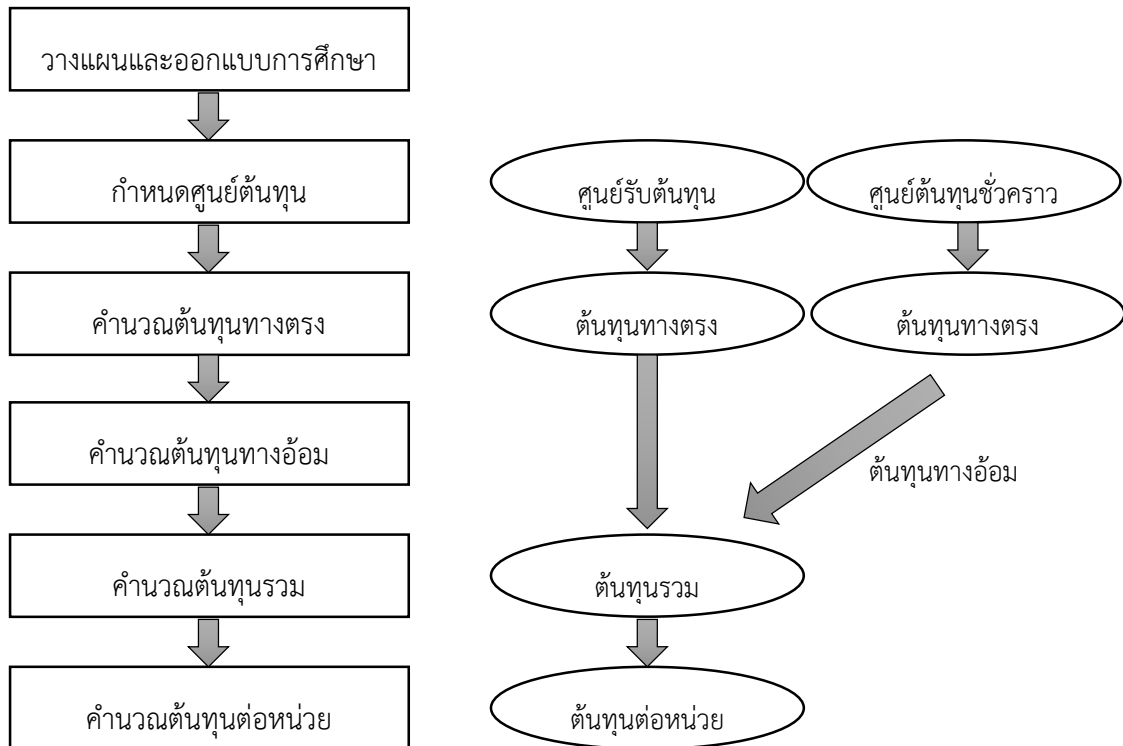 วางแผนและออกแบบการศึกษา
กำหนดศูนย์ต้นทุน
ศูนย์รับต้นทุน
ศูนย์ต้นทุนชั่วคราว
คำนวณต้นทุนทางตรง
ต้นทุนทางตรง
ต้นทุนทางตรง
คำนวณต้นทุนทางอ้อม
ต้นทุนทางอ้อม
คำนวณต้นทุนรวม
ต้นทุนรวม
คำนวณต้นทุนต่อหน่วย
ต้นทุนต่อหน่วย